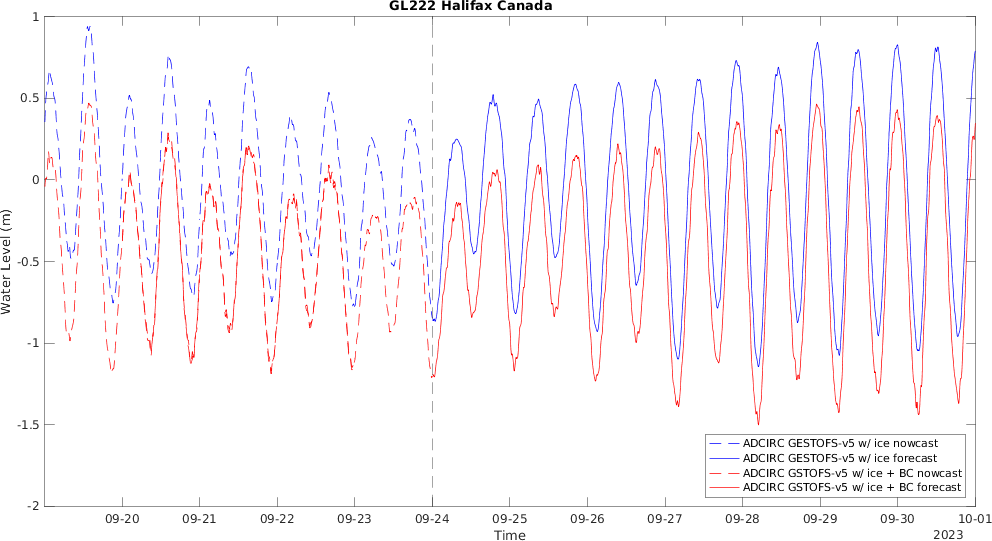 GL222 Halifax Canada
1
0.5
0
-0.5
-1
-1.5
-2
Water Level (m)
ADCIRC GESTOFS-v5 w/ ice nowcast
ADCIRC GESTOFS-v5 w/ ice forecast
ADCIRC GSTOFS-v5 w/ ice + BC nowcast
ADCIRC GSTOFS-v5 w/ ice + BC forecast
09-20 09-21 09-22 09-23 09-24 09-25 09-26 09-27 09-28 09-29 09-30 10-01
Time
2023